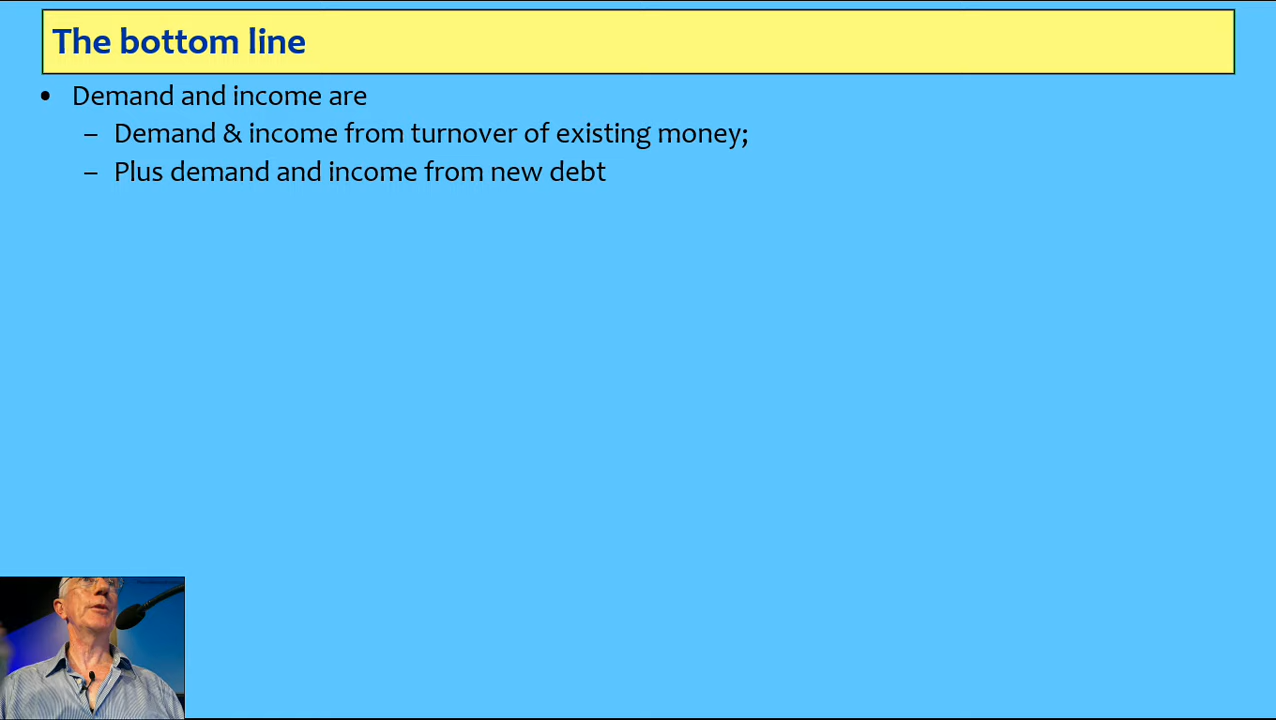 The bottom line
• Demand and income are
– Demand & income from turnover of existing money;
– Plus demand and income from new debt